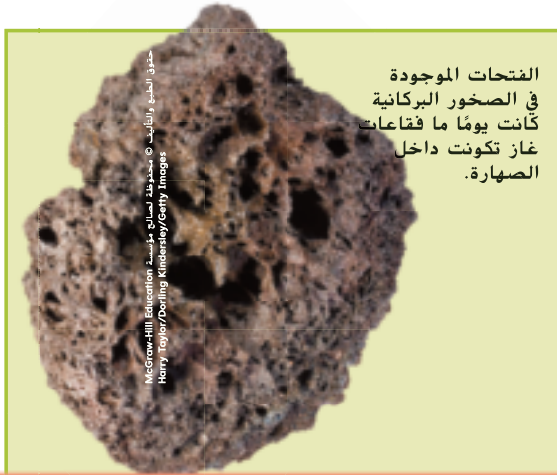 الفتحات الموجودة
في الصخور البركانية
كانت يومًا ما فقاعات
غاز تكونت داخل
الصهارة.
حقوق الطبع والتأليف © محفوظة لصالح مؤسسة McGraw-Hill Education
Harry Taylor/Dorling Kindersley/Getty Images